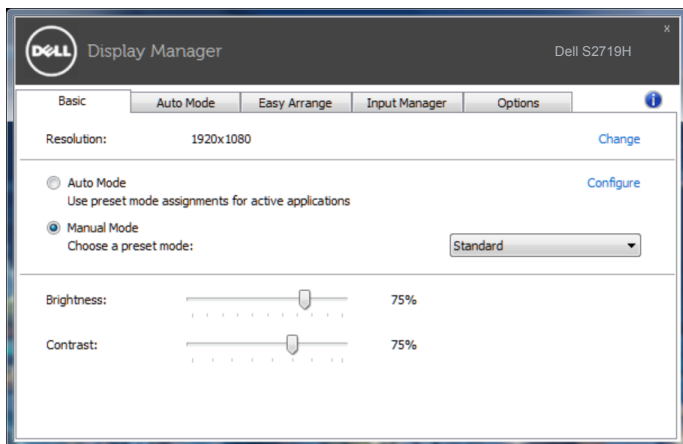 DELL
Display Manager
Dell S2719H
x
Basic
Auto Mode
Easy Arrange
Input Manager
Options
i
Resolution: 1920x1080 Change
Auto Mode Configure
Use preset mode assignments for active applications
Manual Mode
Choose a preset mode: Standard
Brightness: 75%
Contrast: 75%